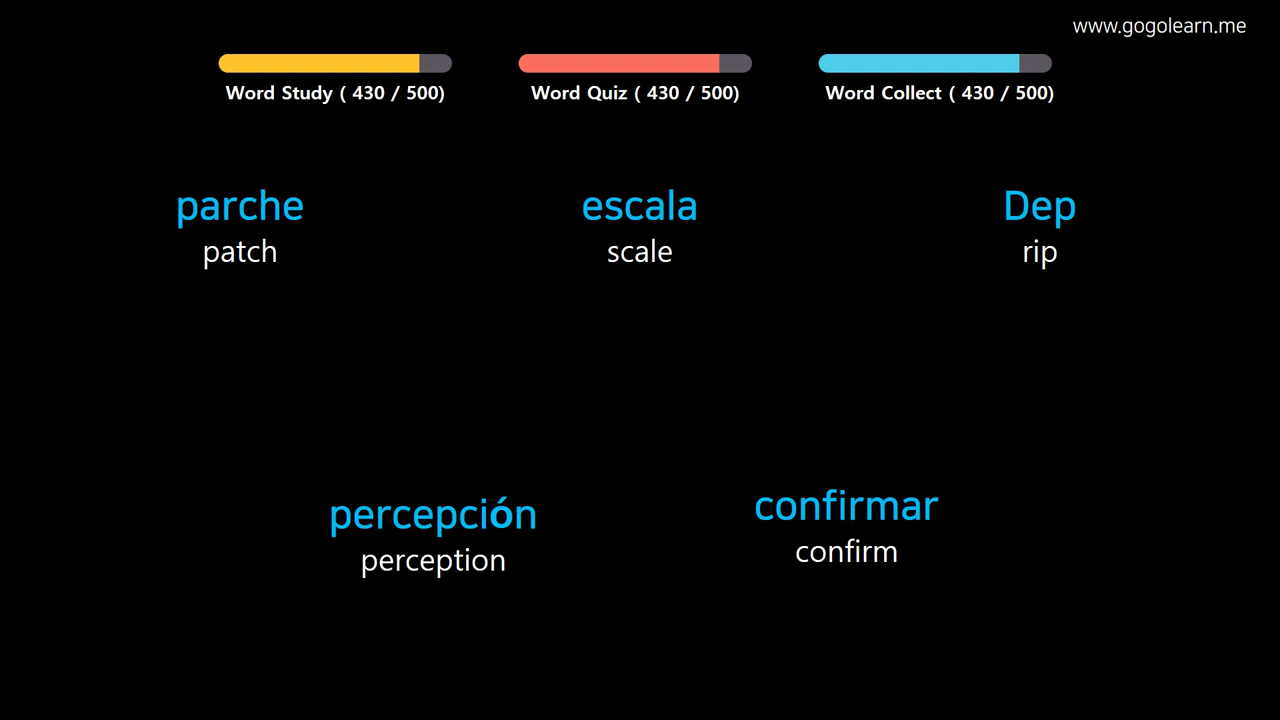 www.gogolearn.me
Word Study ( 430 / 500)
Word Quiz ( 430 / 500)
Word Collect ( 430 / 500)
parche
patch
escala
scale
Dep
rip
percepción
perception
confirmar
confirm